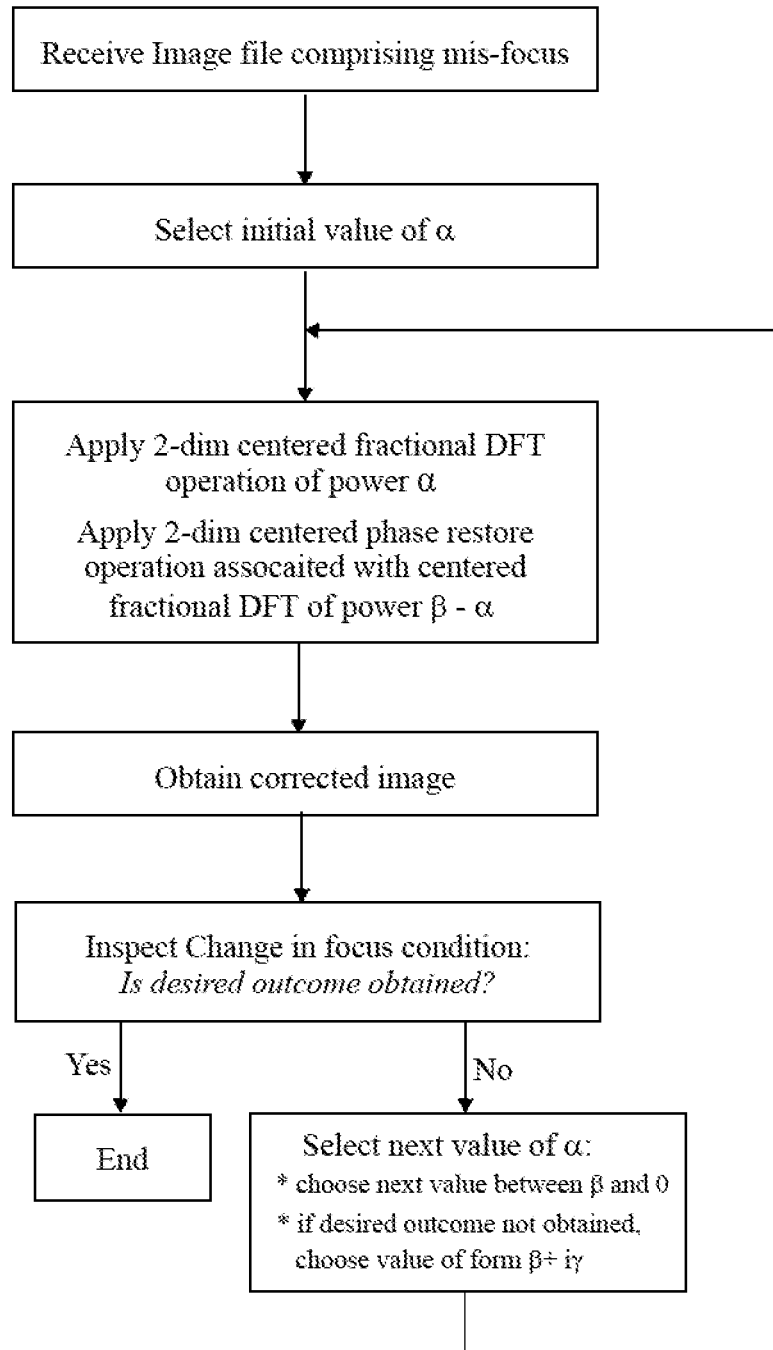 Receive Image file comprising mis-focus
Select initial value of α
Apply 2-dim centered fractional DFT
operation of power α
Apply 2-dim centered phase restore
operation assocaited with centered
fractional DFT of power β - α
Obtain corrected image
Inspect Change in focus condition:
Is desired outcome obtained?
Yes
No
End
Select next value of α:
* choose next value between β and 0
* if desired outcome not obtained,
choose value of form β+ iγ